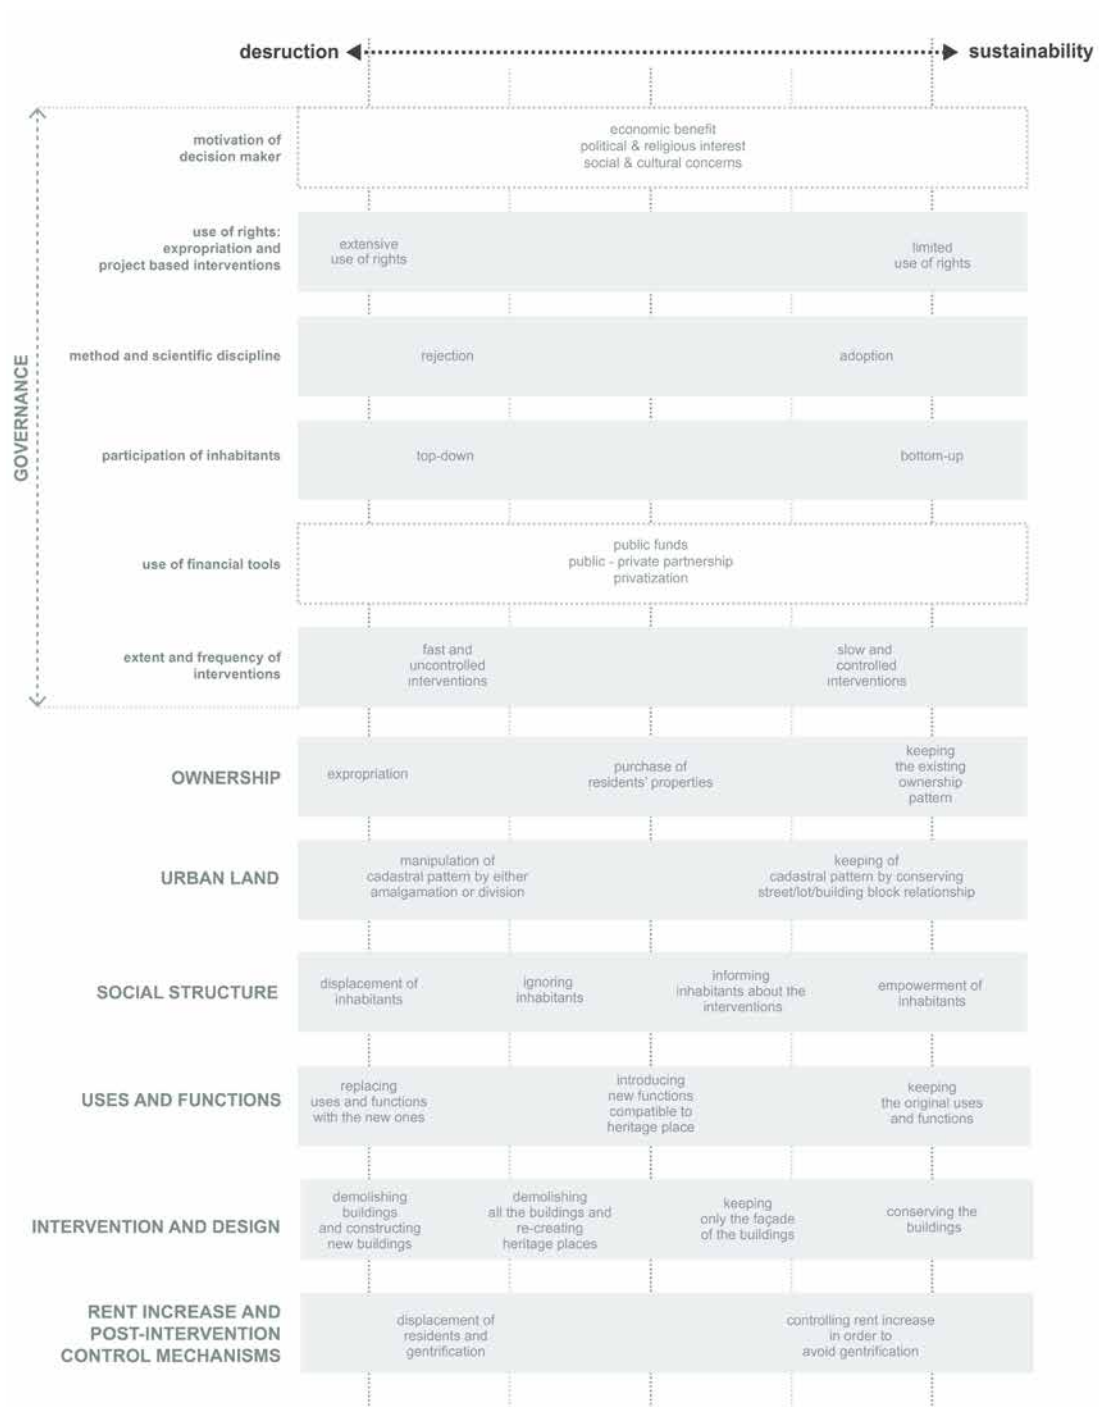 desruction
sustainability
GOVERNANCE
motivation of
decision maker
economic benefit
political & religious interest
social & cultural concerns
use of rights:
expropriation and
project based interventions
extensive
use of rights
limited
use of rights
method and scientific discipline
rejection
adoption
participation of inhabitants
top-down
bottom-up
use of financial tools
public funds
public - private partnership
privatization
extent and frequency of
interventions
fast and
uncontrolled
interventions
slow and
controlled
interventions
OWNERSHIP
expropriation
purchase of
residents' properties
keeping
the existing
ownership
pattern
URBAN LAND
manipulation of
cadastral pattern by either
amalgamation or division
keeping of
cadastral pattern by conserving
street/lot/building block relationship
SOCIAL STRUCTURE
displacement of
inhabitants
ignoring
inhabitants
informing
inhabitants about the
interventions
empowerment of
inhabitants
USES AND FUNCTIONS
replacing
uses and functions
with the new ones
introducing
new functions
compatible to
heritage place
keeping
the original uses
and functions
INTERVENTION AND DESIGN
demolishing
buildings
and constructing
new buildings
demolishing
all the buildings and
re-creating
heritage places
keeping
only the façade
of the buildings
conserving the
buildings
RENT INCREASE AND
POST-INTERVENTION
CONTROL MECHANISMS
displacement of
residents and
gentrification
controlling rent increase
in order to
avoid gentrification